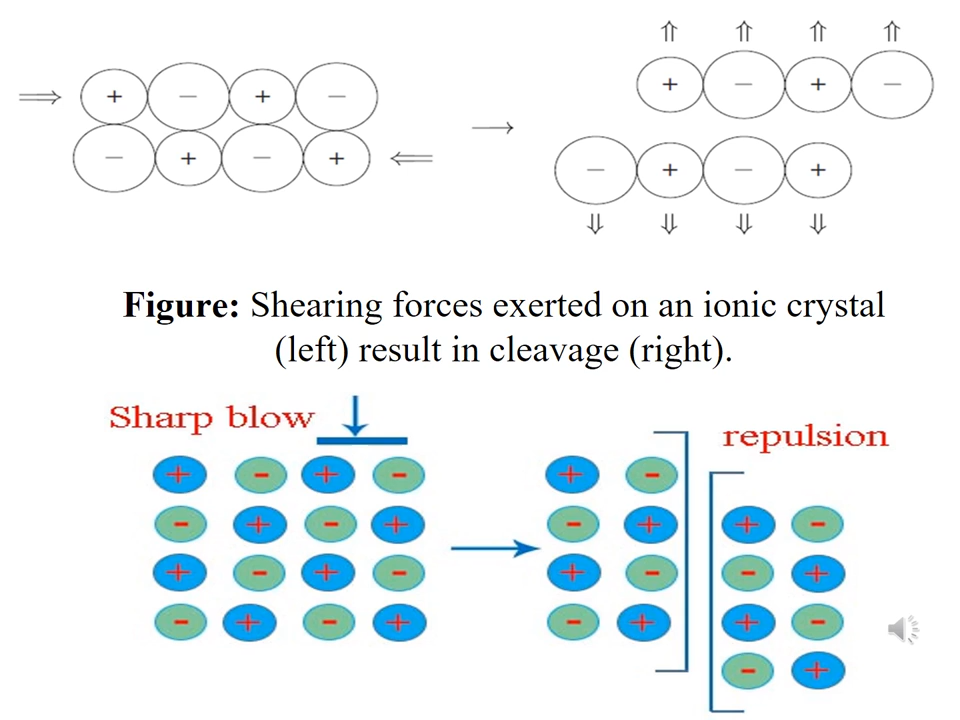 + − + −
− + − +
+ − + −
− + − +
Figure: Shearing forces exerted on an ionic crystal
(left) result in cleavage (right).
Sharp blow
repulsion
+ - + -
- + - +
+ - + -
- + - +
+ -
- +
+ -
- +
+ -
- +
+ -
- +